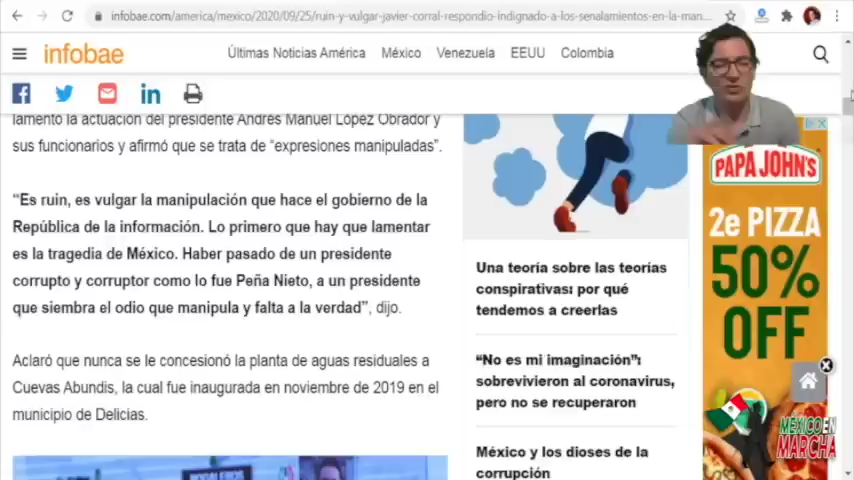 infobae.com/america/mexico/2020/09/25/ruin-y-vulgar-javier-corral-respondio-indignado-a-los-senalamientos-en-la-man...
infobae
Últimas Noticias América México Venezuela EEUU Colombia
lamentó la actuación del presidente Andrés Manuel López Obrador y
sus funcionarios y afirmó que se trata de “expresiones manipuladas”.
“Es ruin, es vulgar la manipulación que hace el gobierno de la
República de la información. Lo primero que hay que lamentar
es la tragedia de México. Haber pasado de un presidente
corrupto y corruptor como lo fue Peña Nieto, a un presidente
que siembra el odio que manipula y falta a la verdad”, dijo.
Aclaró que nunca se le concesionó la planta de aguas residuales a
Cuevas Abundis, la cual fue inaugurada en noviembre de 2019 en el
municipio de Delicias.
Una teoría sobre las teorías
conspirativas: por qué
tendemos a creerlas
“No es mi imaginación”:
sobrevivieron al coronavirus,
pero no se recuperaron
México y los dioses de la
corrupción
PAPA JOHN'S
2e PIZZA
50%
OFF
MÉXICO EN
MARCHA